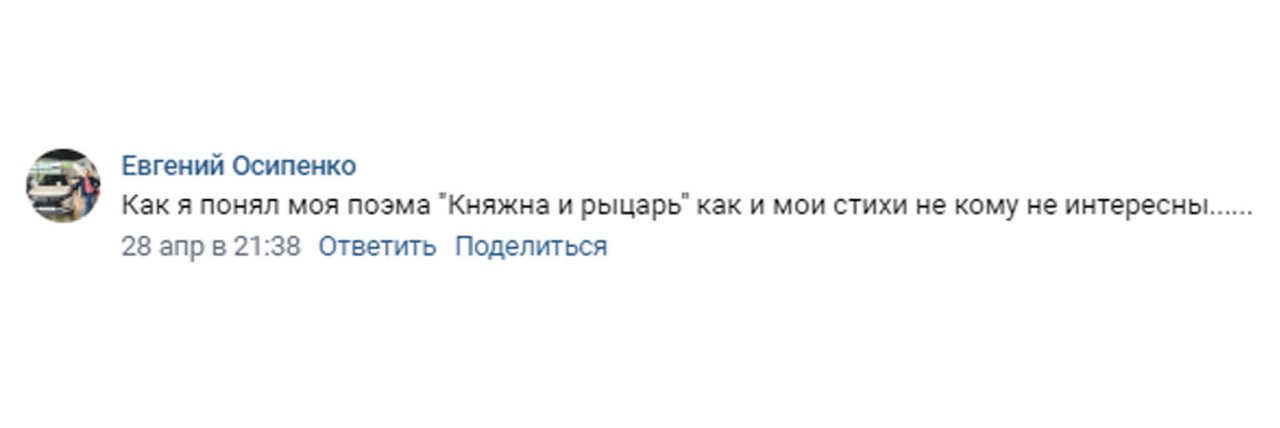 Евгений Осипенко
Как я понял моя поэма "Княжна и рыцарь" как и мои стихи не кому не интересны......
28 апр в 21:38 Ответить Поделиться